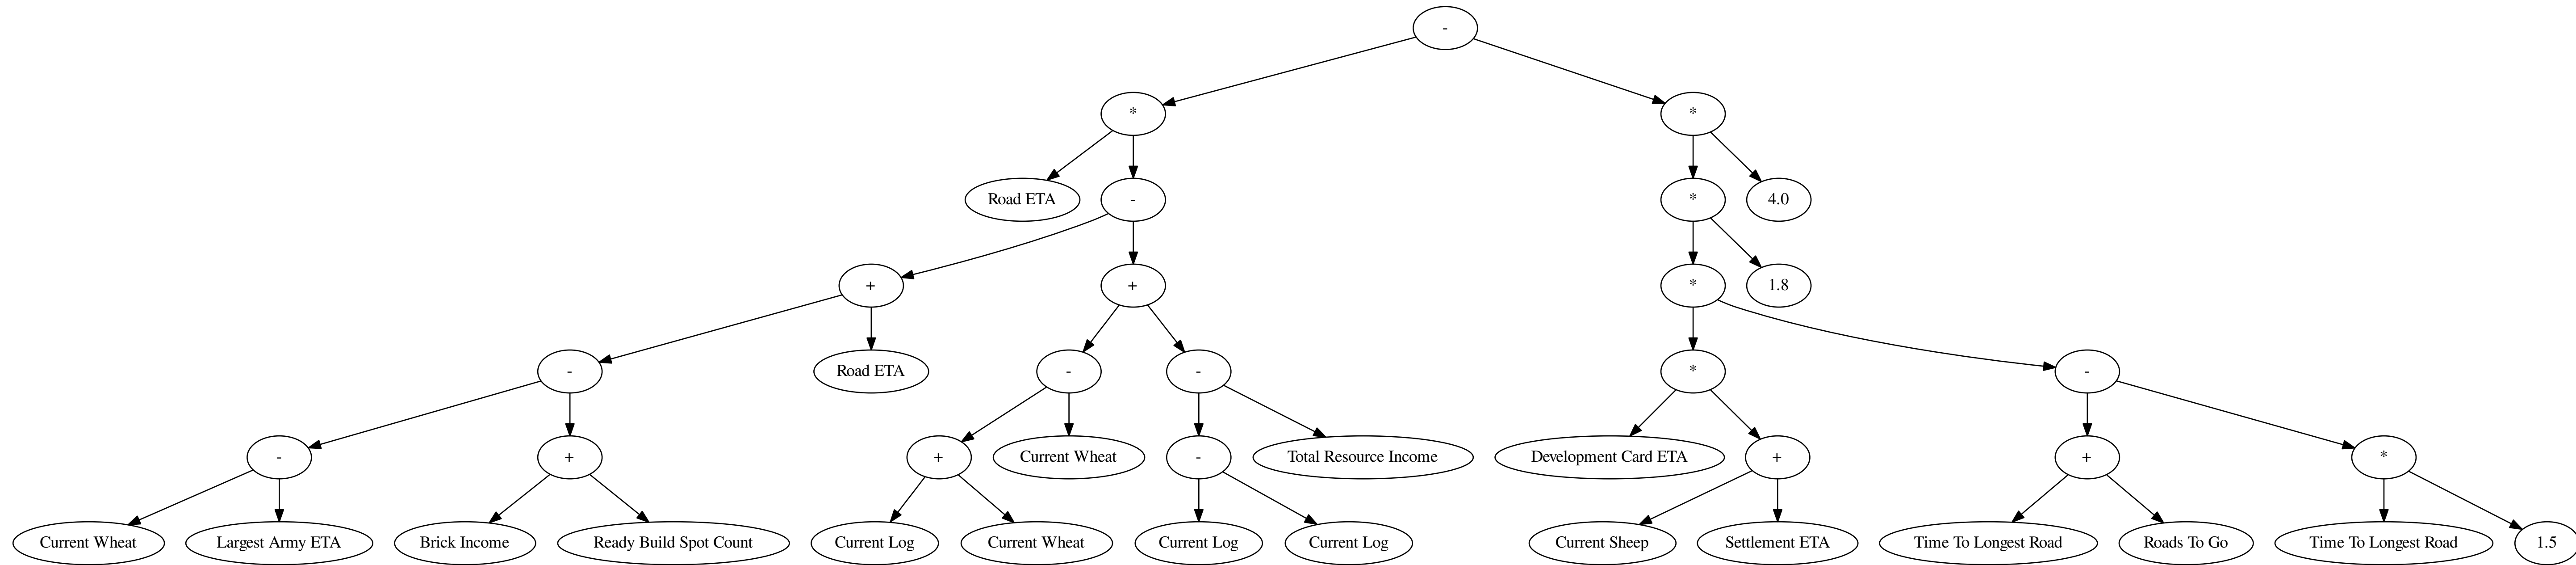 -
*
*
Road ETA
-
*
4.0
+
+
*
1.8
-
Road ETA
-
-
*
-
-
+
+
Current Wheat
-
Total Resource Income
Development Card ETA
+
+
*
Current Wheat
Largest Army ETA
Brick Income
Ready Build Spot Count
Current Log
Current Wheat
Current Log
Current Log
Current Sheep
Settlement ETA
Time To Longest Road
Roads To Go
Time To Longest Road
1.5